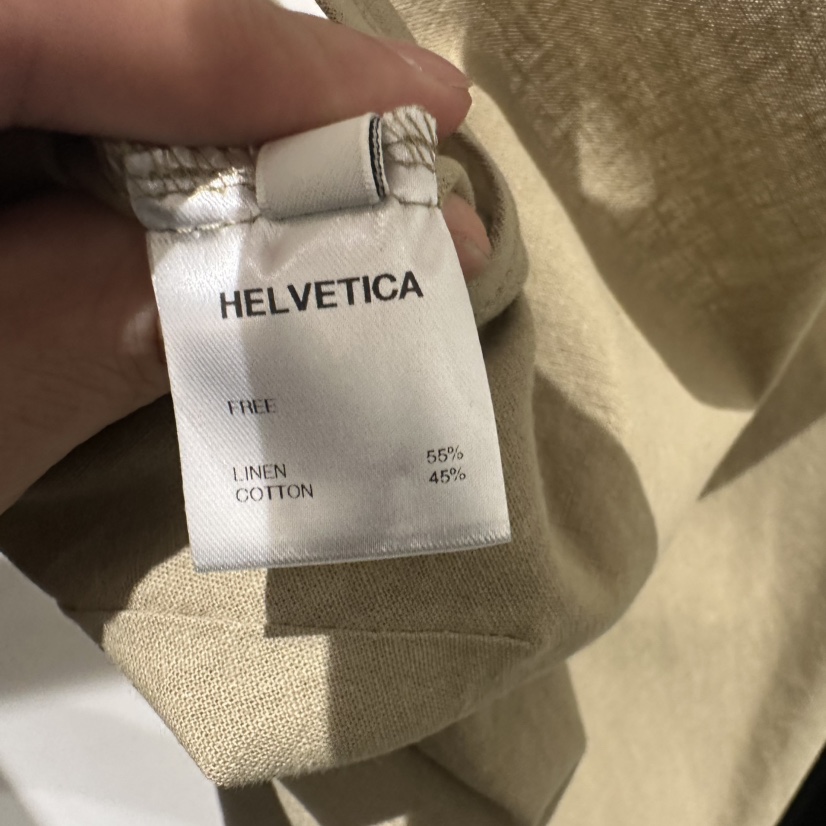 HELVETICA
FREE
LINEN 55%
COTTON 45%